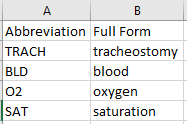 A B
Abbreviation Full Form
TRACH tracheostomy
BLD blood
O2 oxygen
SAT saturation